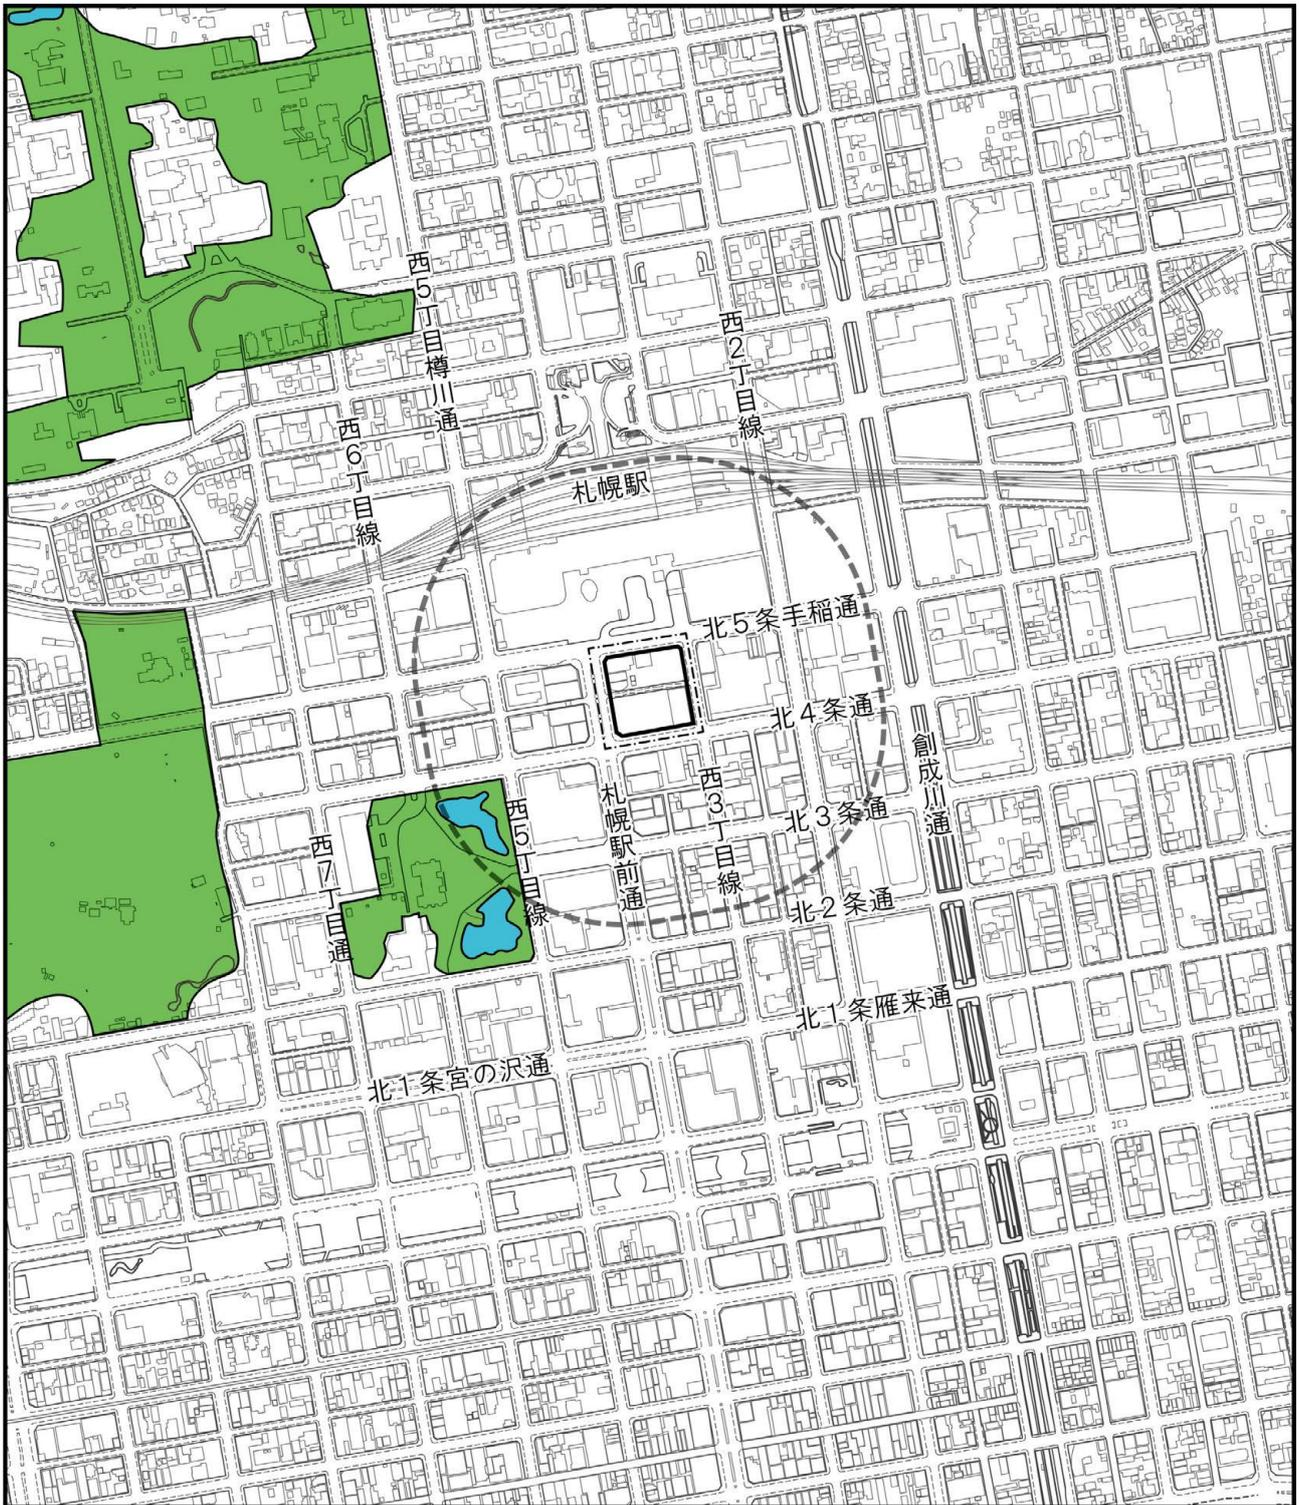 西5丁目樽川通
西2丁目線
西6丁目線
札幌駅
北5条手稲通
北4条通
創成川通
札幌駅前通
西3丁目線
北3条通
西5丁目線
西7丁目通
北2条通
北1条雁来通
北1条宮の沢通